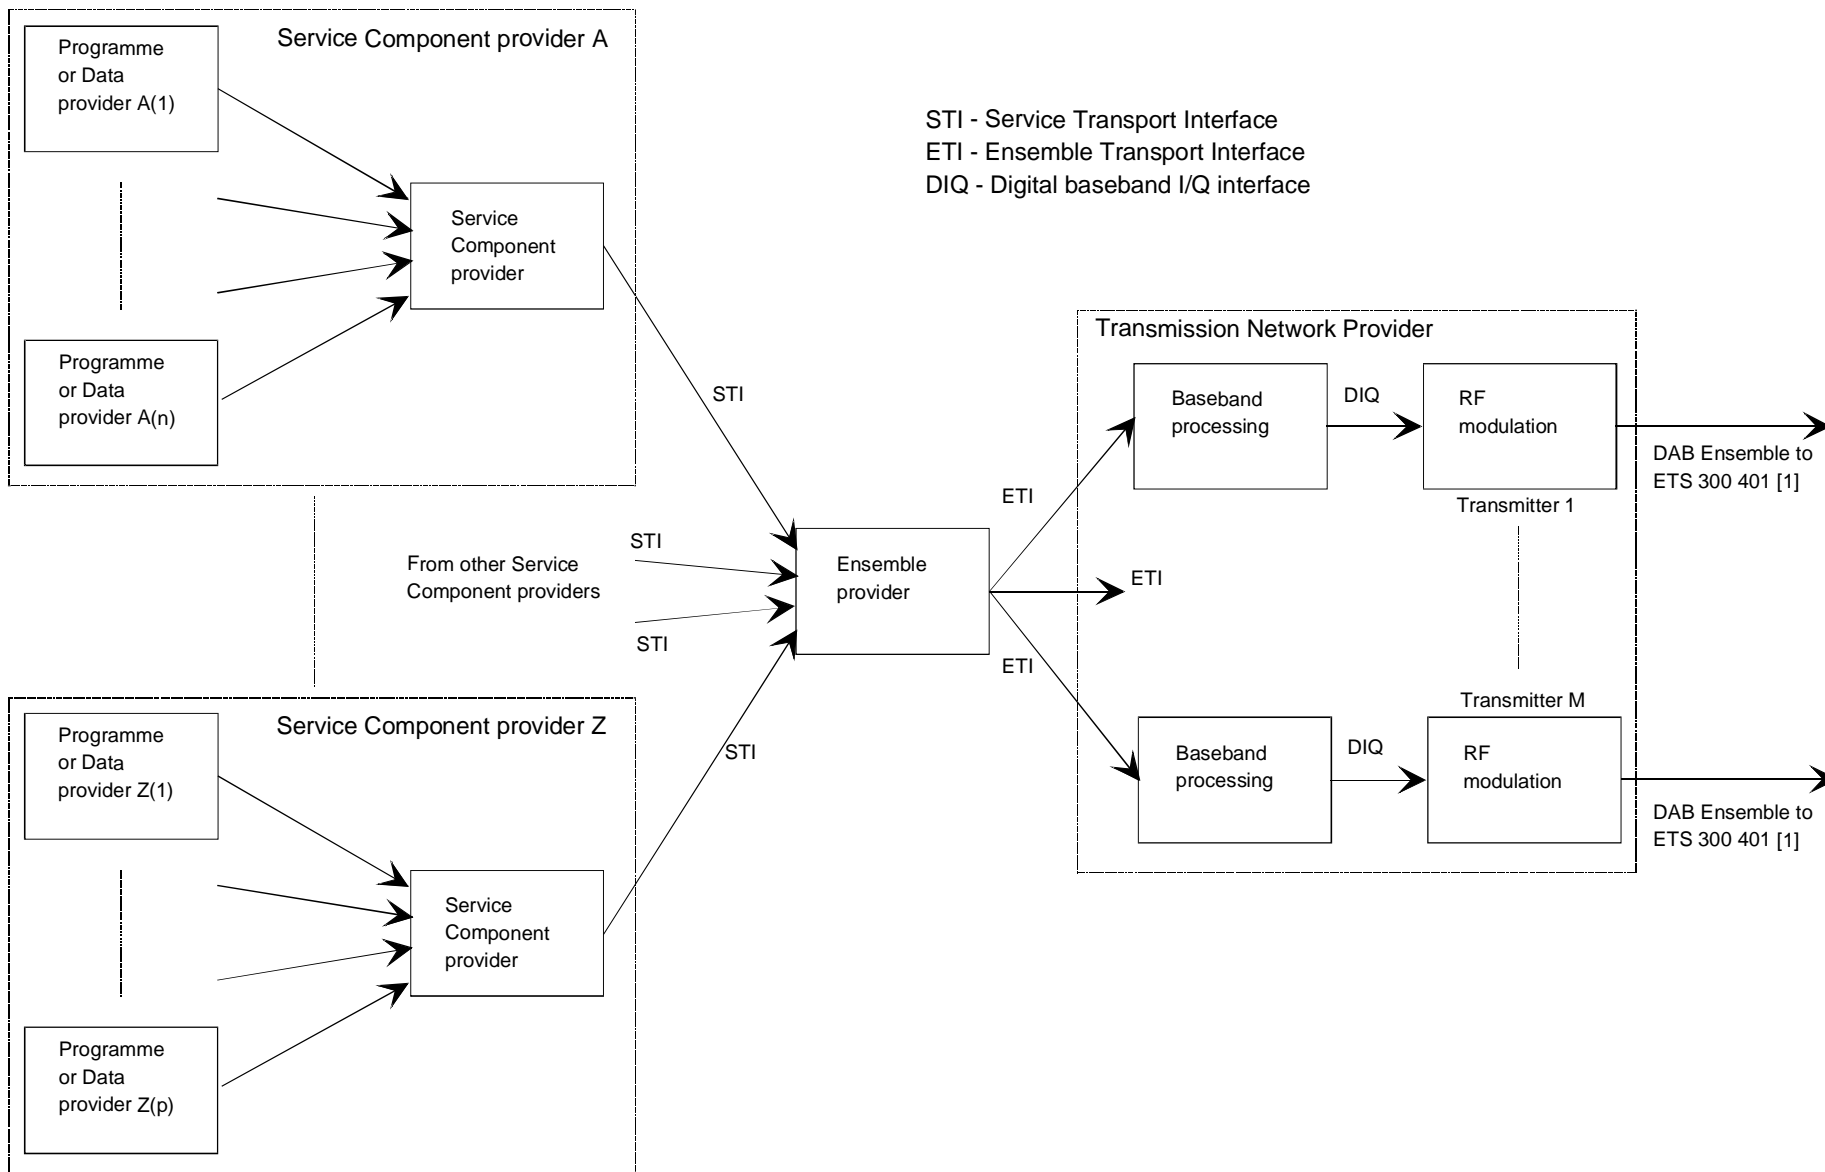 Service Component provider A
Programme
or Data
provider A(1)
Service
Component
provider
Programme
or Data
provider A(n)
STI - Service Transport Interface
ETI - Ensemble Transport Interface
DIQ - Digital baseband I/Q interface
STI
From other Service
Component providers
STI
STI
Ensemble
provider
STI
Service Component provider Z
Programme
or Data
provider Z(1)
Service
Component
provider
Programme
or Data
provider Z(p)
Transmission Network Provider
ETI
Baseband
processing
DIQ
RF
modulation
Transmitter 1
DAB Ensemble to
ETS 300 401 [1]
ETI
ETI
Transmitter M
Baseband
processing
DIQ
RF
modulation
DAB Ensemble to
ETS 300 401 [1]